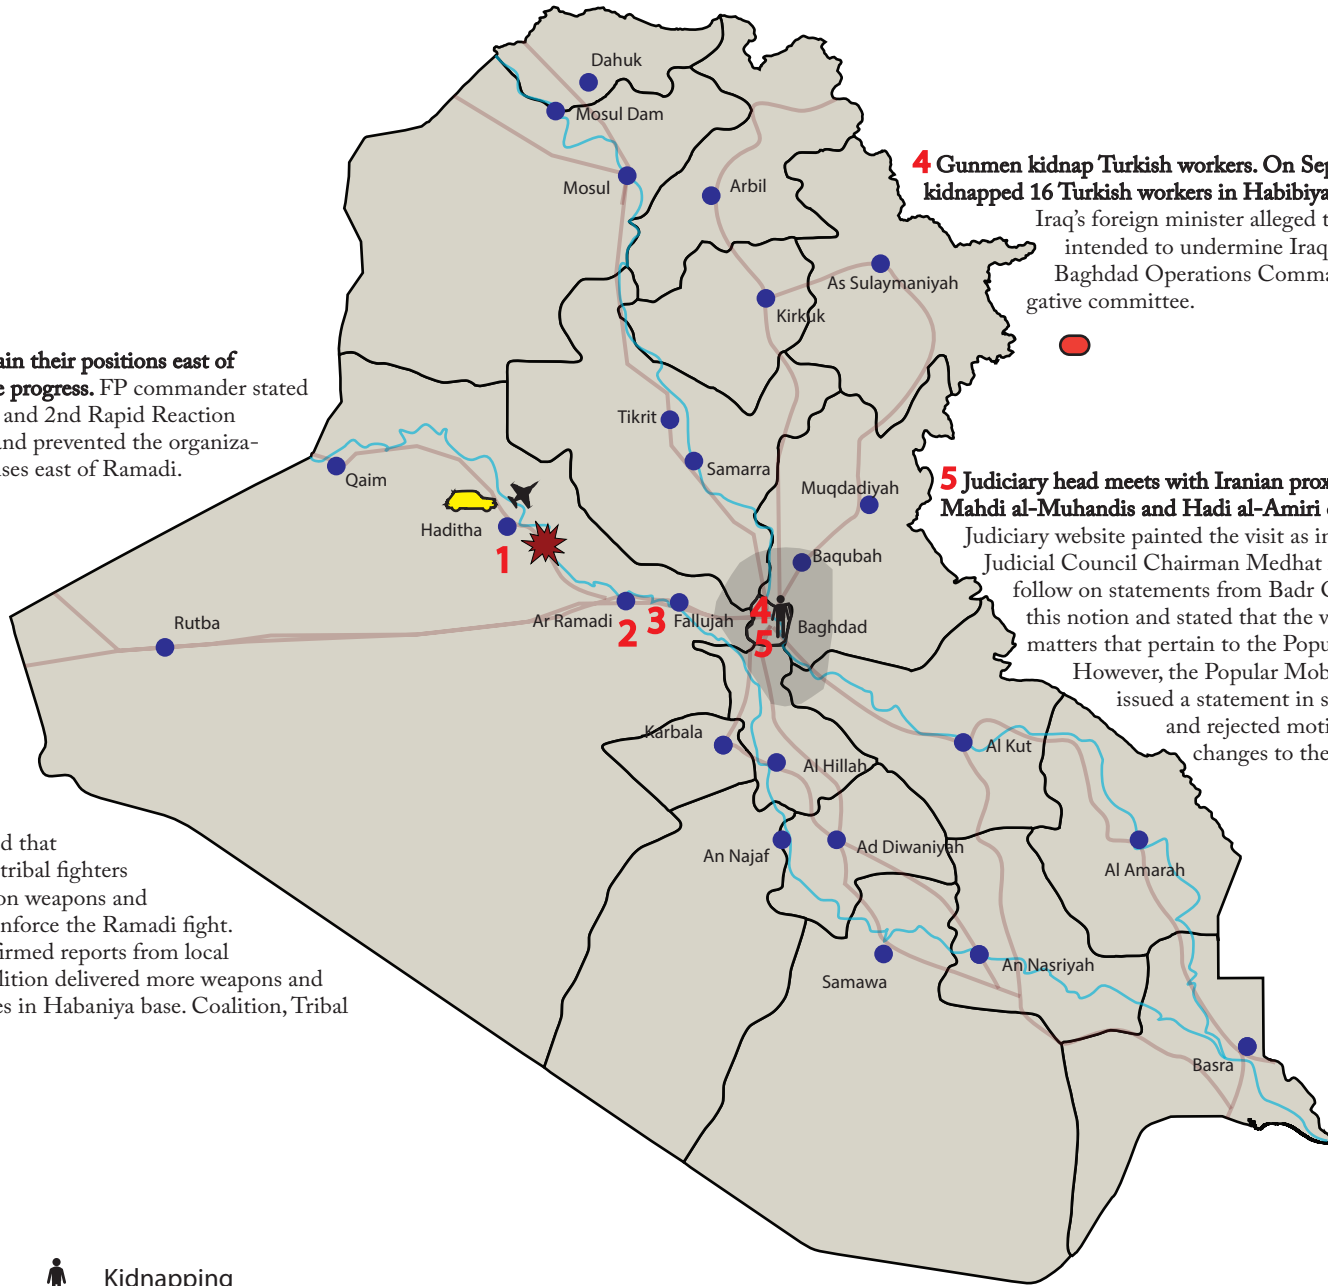 Dahuk
Mosul Dam
Mosul
Arbil
As Sulaymaniyah
Kirkuk
4 Gunmen kidnap Turkish workers. On Sep
kidnapped 16 Turkish workers in Habibiya
Iraq's foreign minister alleged t
intended to undermine Iraq
Baghdad Operations Comma
gative committee.
ain their positions east of
e progress. FP commander stated
and 2nd Rapid Reaction
and prevented the organiza-
ses east of Ramadi.
Tikrit
Samarra
Qaim
Muqdadiyah
Haditha
1
Baqubah
5 Judiciary head meets with Iranian prox
Mahdi al-Muhandis and Hadi al-Amiri
Judiciary website painted the visit as in
Judicial Council Chairman Medhat
follow on statements from Badr
this notion and stated that the v
matters that pertain to the Popu
However, the Popular Mob
issued a statement in s
and rejected moti
changes to the
Rutba
Ar Ramadi
2
3
Fallujah
4
5
Baghdad
Karbala
Al Hillah
Al Kut
An Najaf
Ad Diwaniyah
Al Amarah
d that
tribal fighters
on weapons and
nforce the Ramadi fight.
firmed reports from local
lition delivered more weapons and
es in Habaniya base. Coalition, Tribal
Samawa
An Nasriyah
Basra
Kidnapping